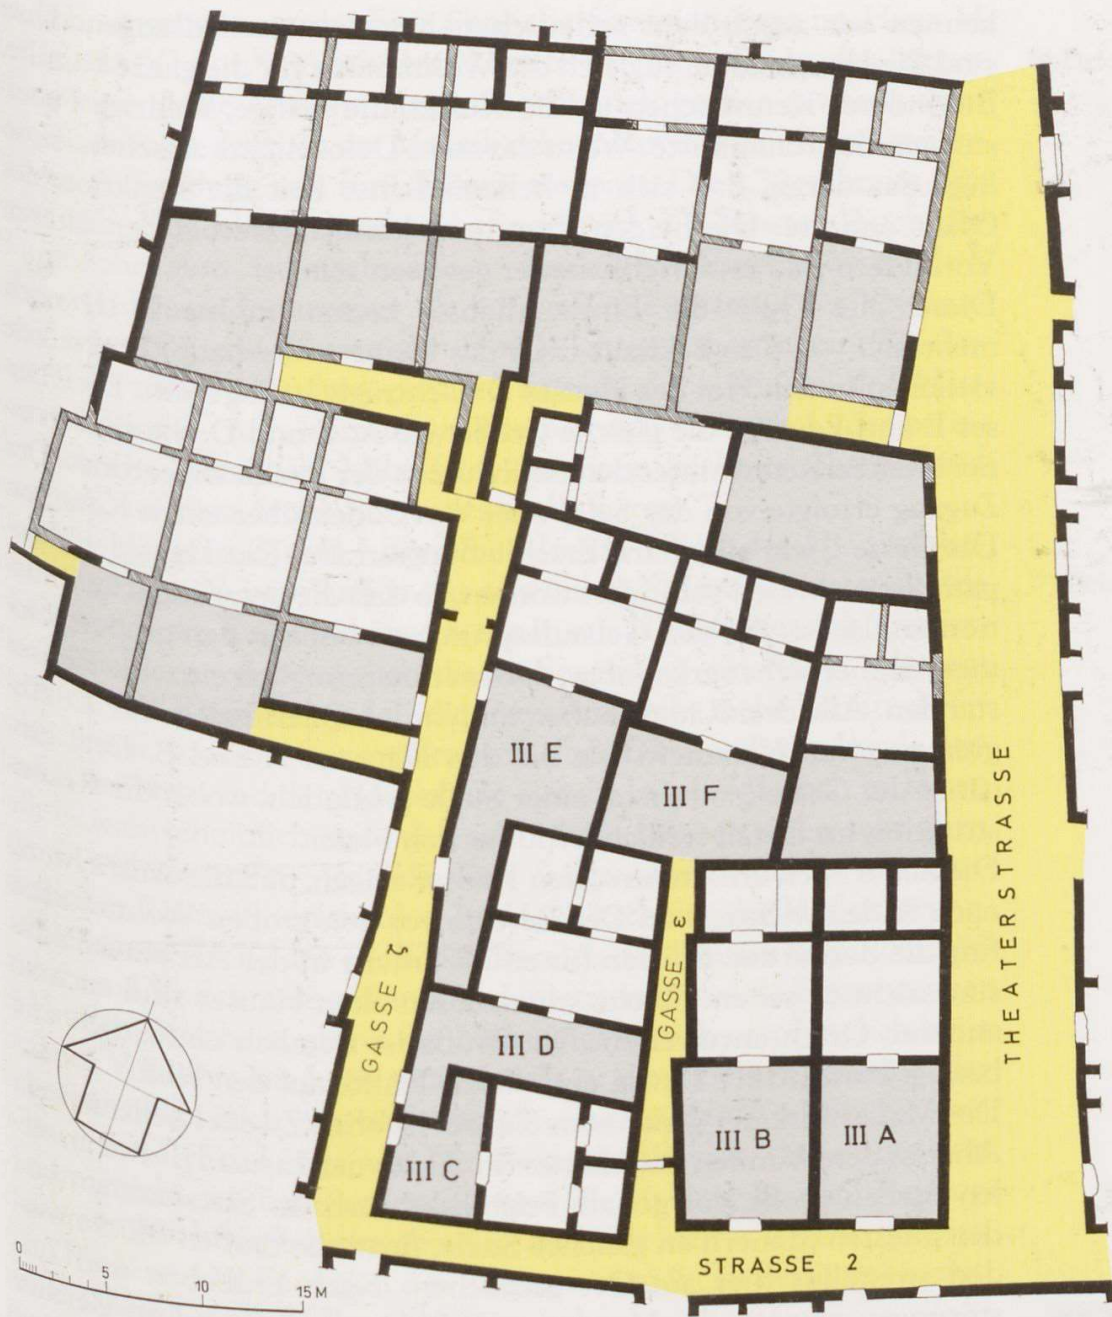 III E
III F
THEATERSTRASSE
GASSE ε
GASSE ζ
III D
III B
III A
III C
STRASSE 2
0
5
10
15 M